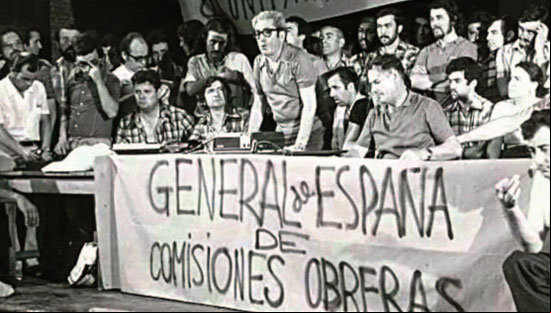 GENERAL de ESPAÑA
DE
COMISIONES OBRERAS